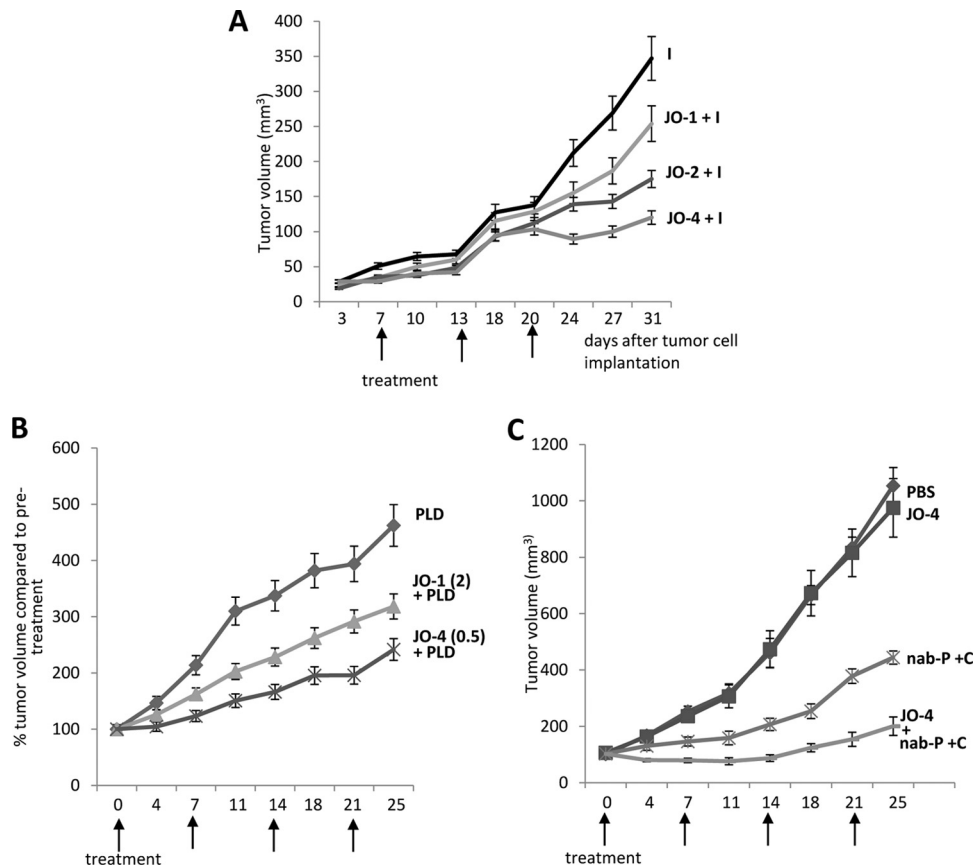 A
Tumor volume (mm³)
400
350
300
250
200
150
100
50
0
3 7 10 13 18 20 24 27 31
I
JO-1 + I
JO-2 + I
JO-4 + I
days after tumor cell
implantation
treatment
B
% tumor volume compared to pre-
treatment
600
500
400
300
200
100
0
0 4 7 11 14 18 21 25
PLD
JO-1 (2)
+ PLD
JO-4 (0.5)
+ PLD
treatment
C
Tumor volume (mm³)
1200
1000
800
600
400
200
0
0 4 7 11 14 18 21 25
PBS
JO-4
nab-P +C
JO-4
+
nab-P +C
treatment